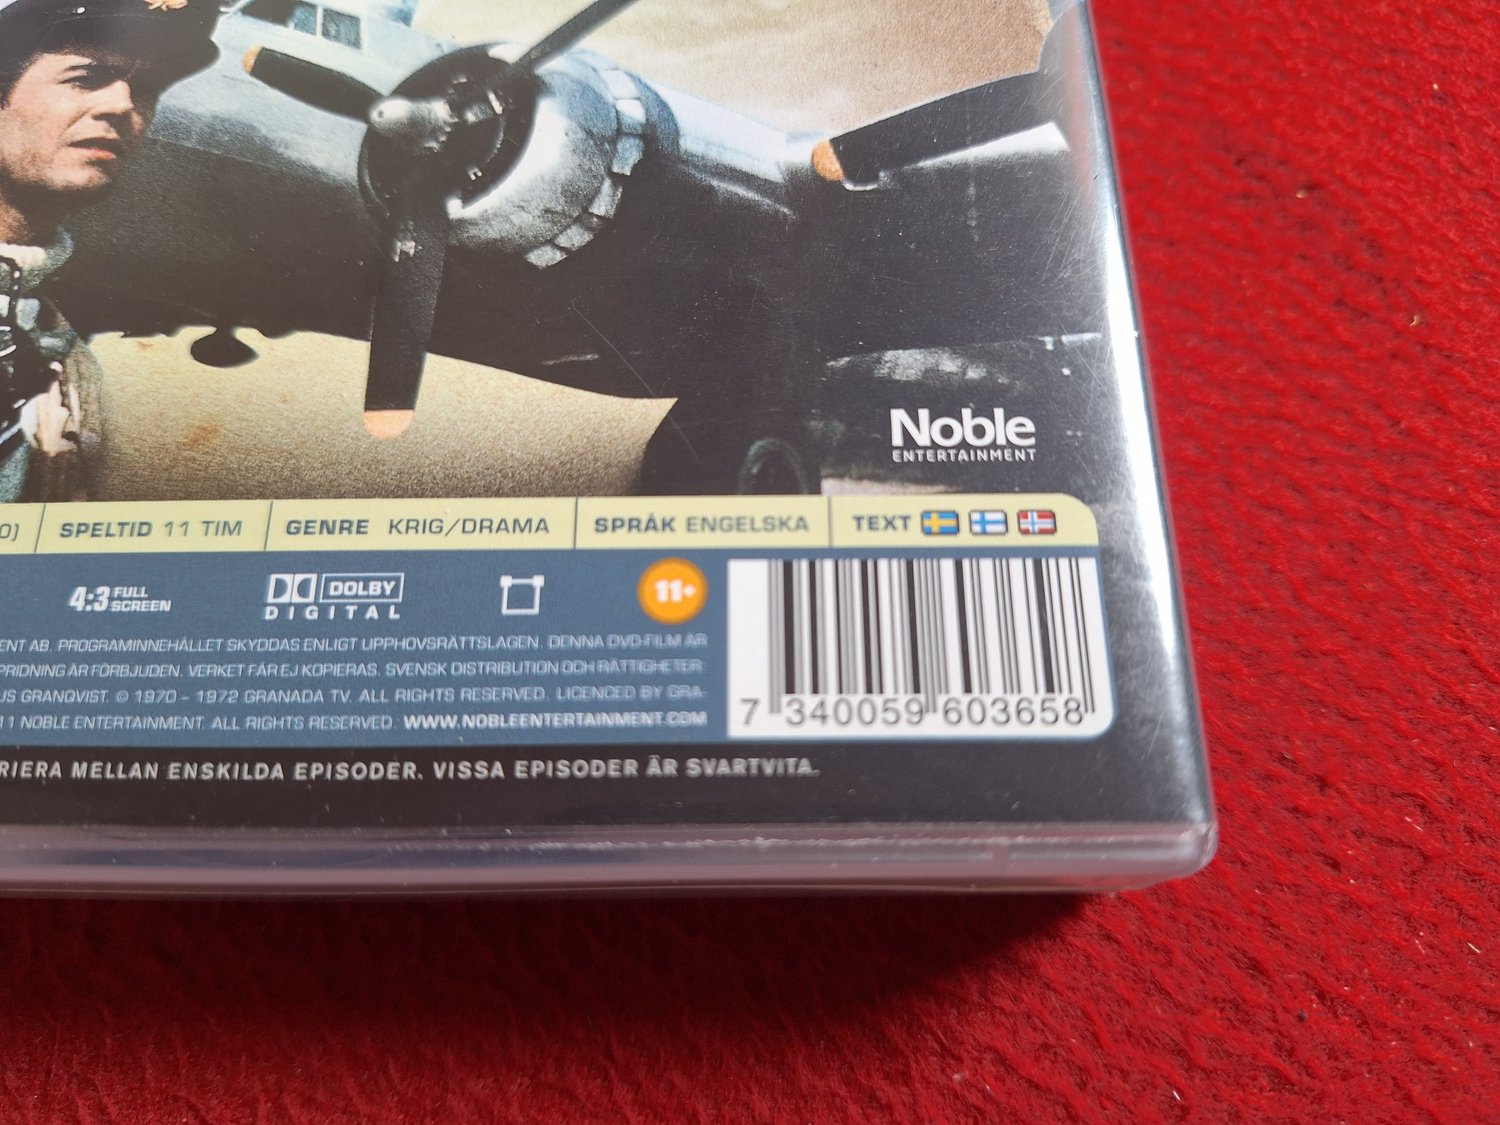 Noble
ENTERTAINMENT
0) SPELTID 11 TIM GENRE KRIG/DRAMA SPRÅK ENGELSKA TEXT
4:3 FULL SCREEN DOLBY DIGITAL 11+
ENT AB. PROGRAMINNEHÅLLET SKYDDAS ENLIGT UPPHOVSRÄTTSLAGEN. DENNA DVD-FILM ÄR
PRIDNING ÄR FÖRBJUDEN. VERKET FÅR EJ KOPIERAS. SVENSK DISTRIBUTION OCH RÄTTIGHETER:
US GRANQVIST. © 1970 – 1972 GRANADA TV. ALL RIGHTS RESERVED. LICENCED BY GRA-
11 NOBLE ENTERTAINMENT. ALL RIGHTS RESERVED. WWW.NOBLEENTERTAINMENT.COM
7 340059 603658
RIERA MELLAN ENSKILDA EPISODER. VISSA EPISODER ÄR SVARTVITA.